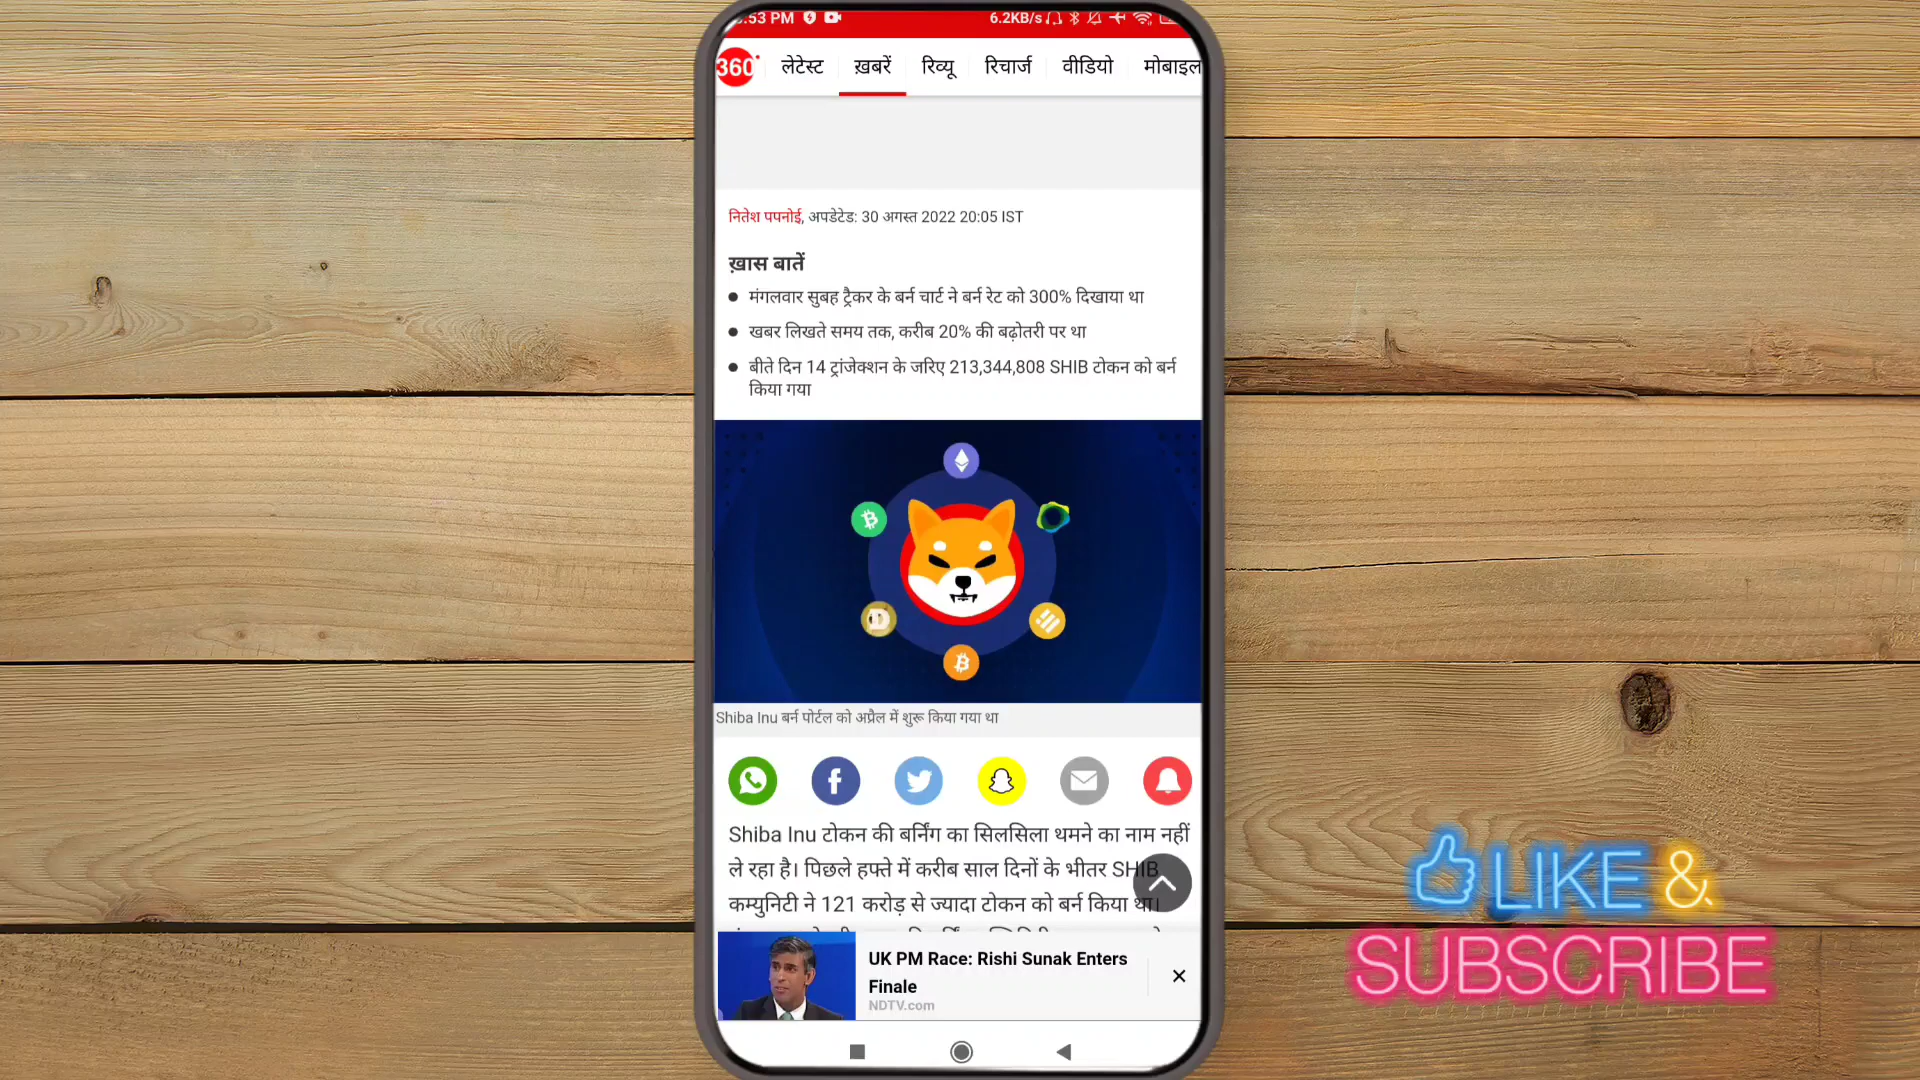 :53 PM
6.2KB/s
360°
लेटेस्ट ख़बरें रिव्यू रिचार्ज वीडियो मोबाइल
नितेश पपनोई, अपडेटेड: 30 अगस्त 2022 20:05 IST
ख़ास बातें
मंगलवार सुबह ट्रैकर के बर्न चार्ट ने बर्न रेट को 300% दिखाया था
खबर लिखते समय तक, करीब 20% की बढ़ोतरी पर था
बीते दिन 14 ट्रांजेक्शन के जरिए 213,344,808 SHIB टोकन को बर्न
किया गया
Shiba Inu बर्न पोर्टल को अप्रैल में शुरू किया गया था
Shiba Inu टोकन की बर्निंग का सिलसिला थमने का नाम नहीं
ले रहा है। पिछले हफ्ते में करीब साल दिनों के भीतर SHIB
कम्युनिटी ने 121 करोड़ से ज्यादा टोकन को बर्न किया था।
UK PM Race: Rishi Sunak Enters
Finale
NDTV.com
LIKE &
SUBSCRIBE